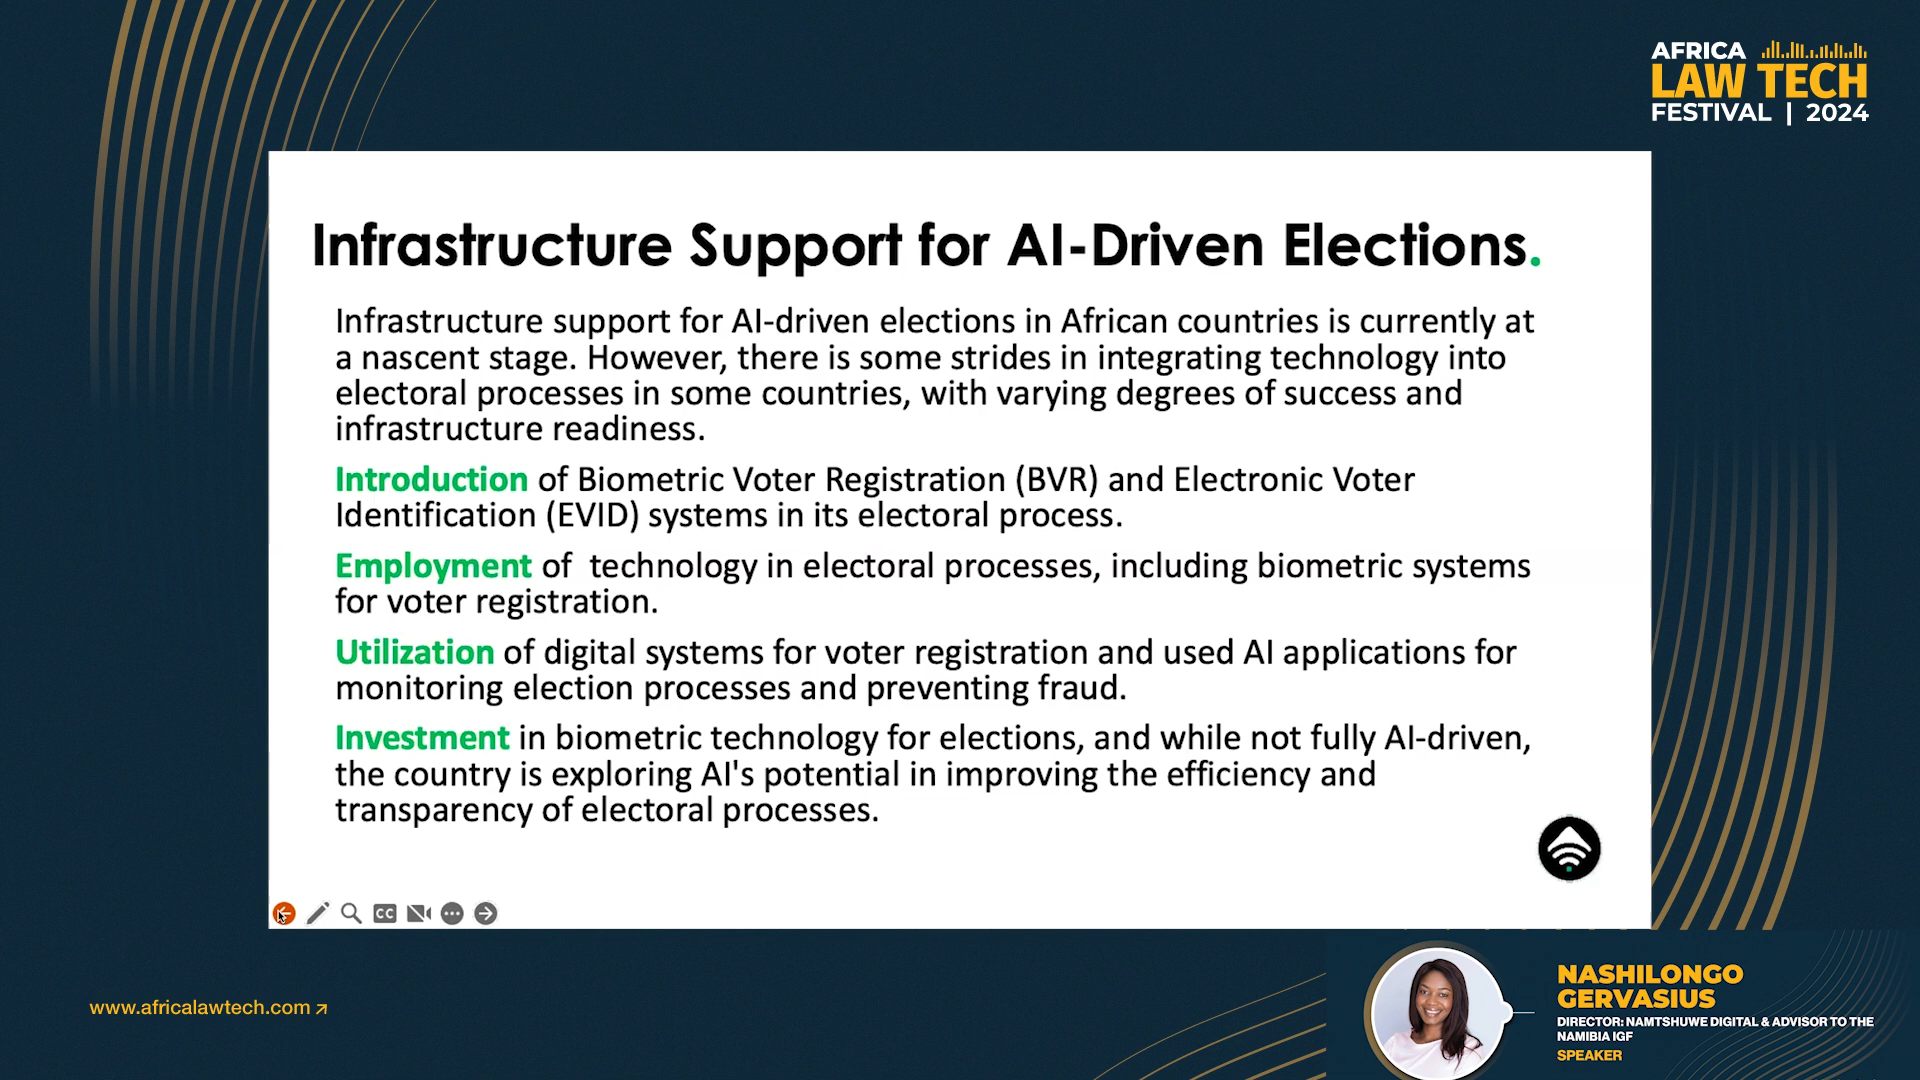 AFRICA
LAW TECH
FESTIVAL | 2024
Infrastructure Support for AI-Driven Elections.
Infrastructure support for AI-driven elections in African countries is currently at
a nascent stage. However, there is some strides in integrating technology into
electoral processes in some countries, with varying degrees of success and
infrastructure readiness.
Introduction of Biometric Voter Registration (BVR) and Electronic Voter
Identification (EVID) systems in its electoral process.
Employment of  technology in electoral processes, including biometric systems
for voter registration.
Utilization of digital systems for voter registration and used AI applications for
monitoring election processes and preventing fraud.
Investment in biometric technology for elections, and while not fully AI-driven,
the country is exploring AI's potential in improving the efficiency and
transparency of electoral processes.
CC
www.africalawtech.com
NASHILONGO
GERVASIUS
DIRECTOR: NAMTSHUWE DIGITAL & ADVISOR TO THE
NAMIBIA IGF
SPEAKER